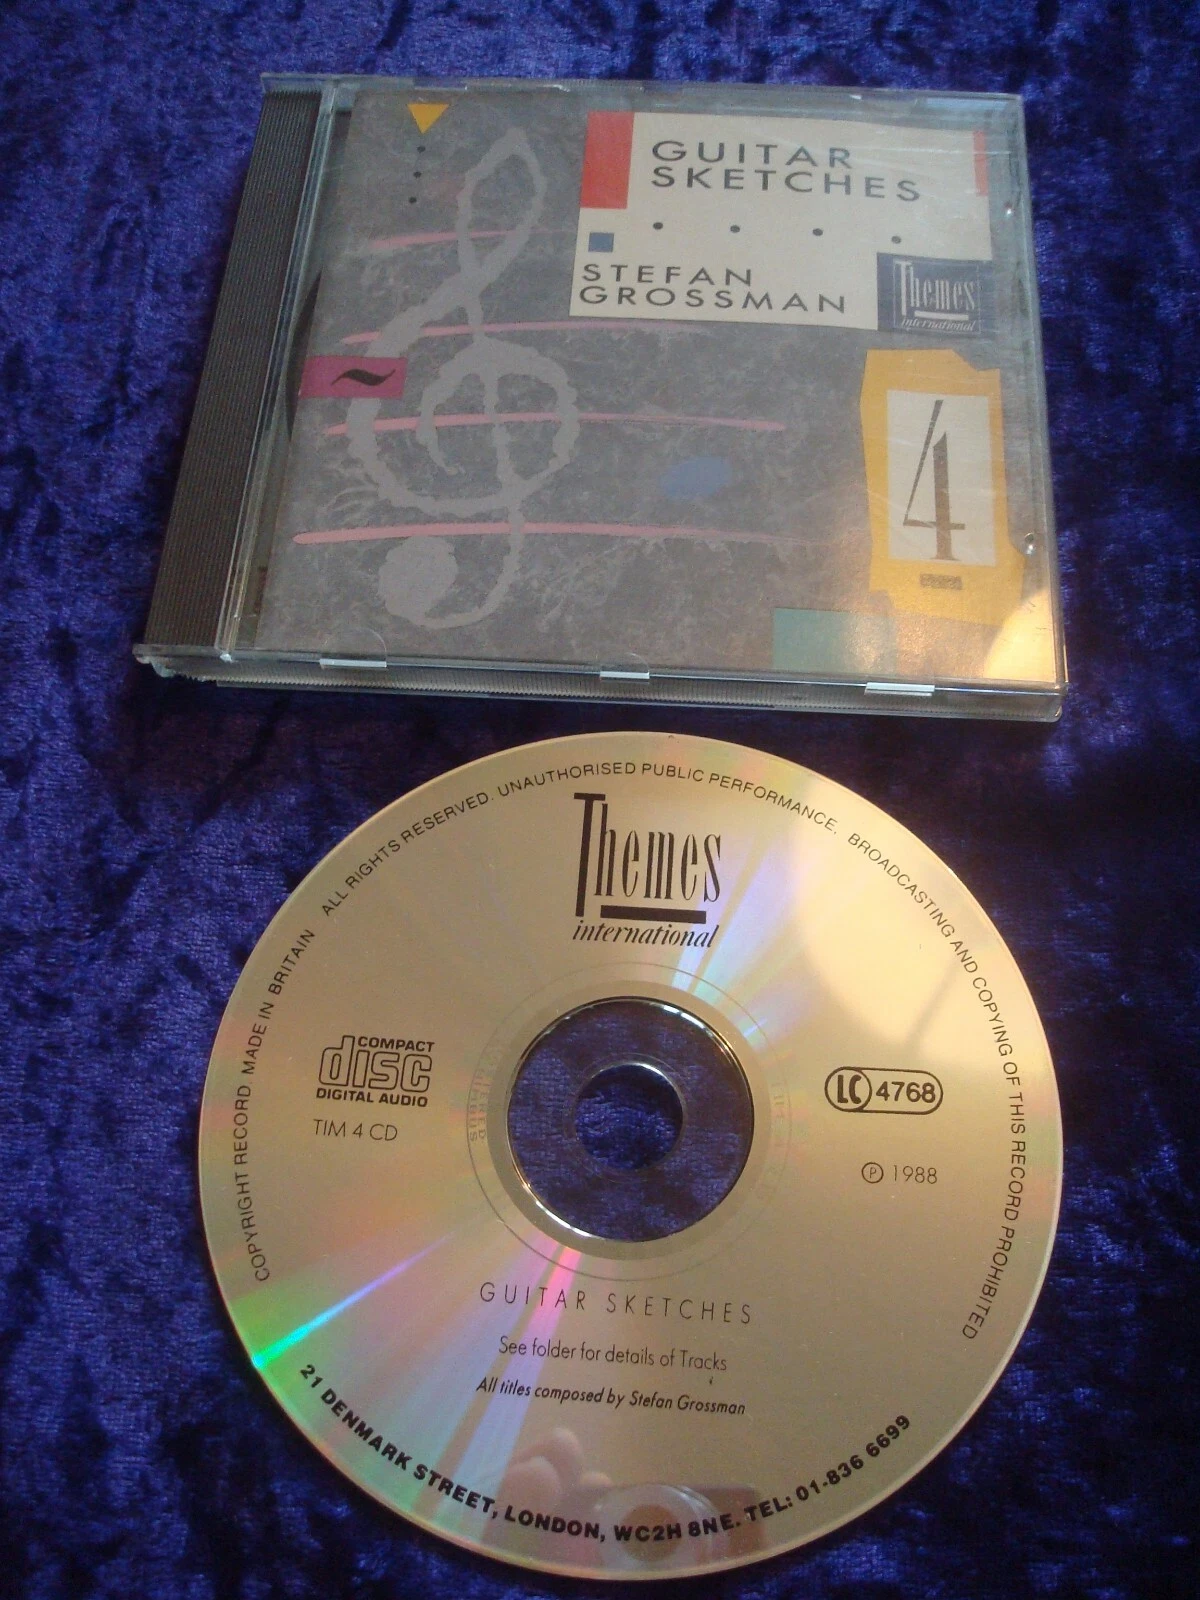 GUITAR
SKETCHES
STEFAN
GROSSMAN
Themes
international
4
COPYRIGHT RECORD. MADE IN BRITAIN ALL RIGHTS RESERVED. UNAUTHORISED PUBLIC PERFORMANCE. BROADCASTING AND COPYING OF THIS RECORD PROHIBITED
Themes
international
COMPACT
disc
DIGITAL AUDIO
TIM 4 CD
LC 4768
℗ 1988
GUITAR SKETCHES
See folder for details of Tracks
All titles composed by Stefan Grossman
21 DENMARK STREET, LONDON, WC2H 8NE. TEL: 01-836 6699